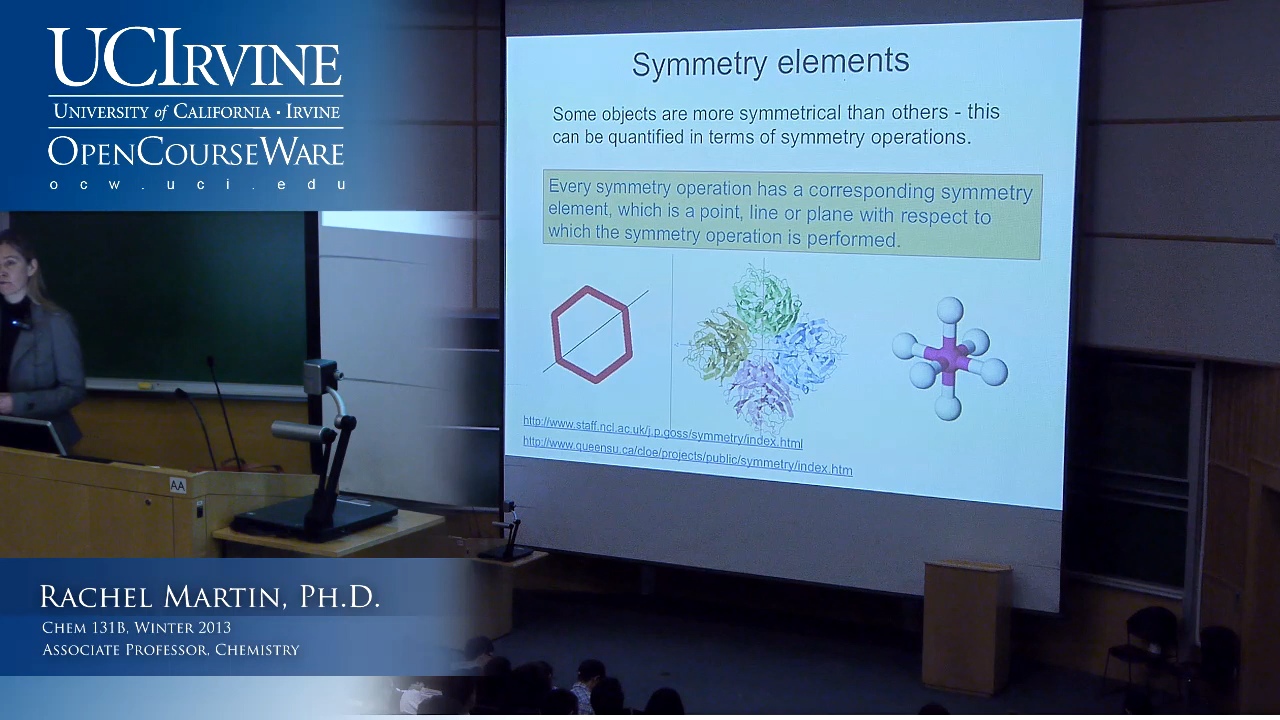 UCIRVINE
UNIVERSITY of CALIFORNIA · IRVINE
OPENCOURSEWARE
ocw.uci.edu
Symmetry elements
Some objects are more symmetrical than others - this
can be quantified in terms of symmetry operations.
Every symmetry operation has a corresponding symmetry
element, which is a point, line or plane with respect to
which the symmetry operation is performed.
http://www.staff.ncl.ac.uk/j.p.goss/symmetry/index.html
http://www.queensu.ca/cloe/projects/public/symmetry/index.htm
AA
RACHEL MARTIN, PH.D.
CHEM 131B, WINTER 2013
ASSOCIATE PROFESSOR, CHEMISTRY